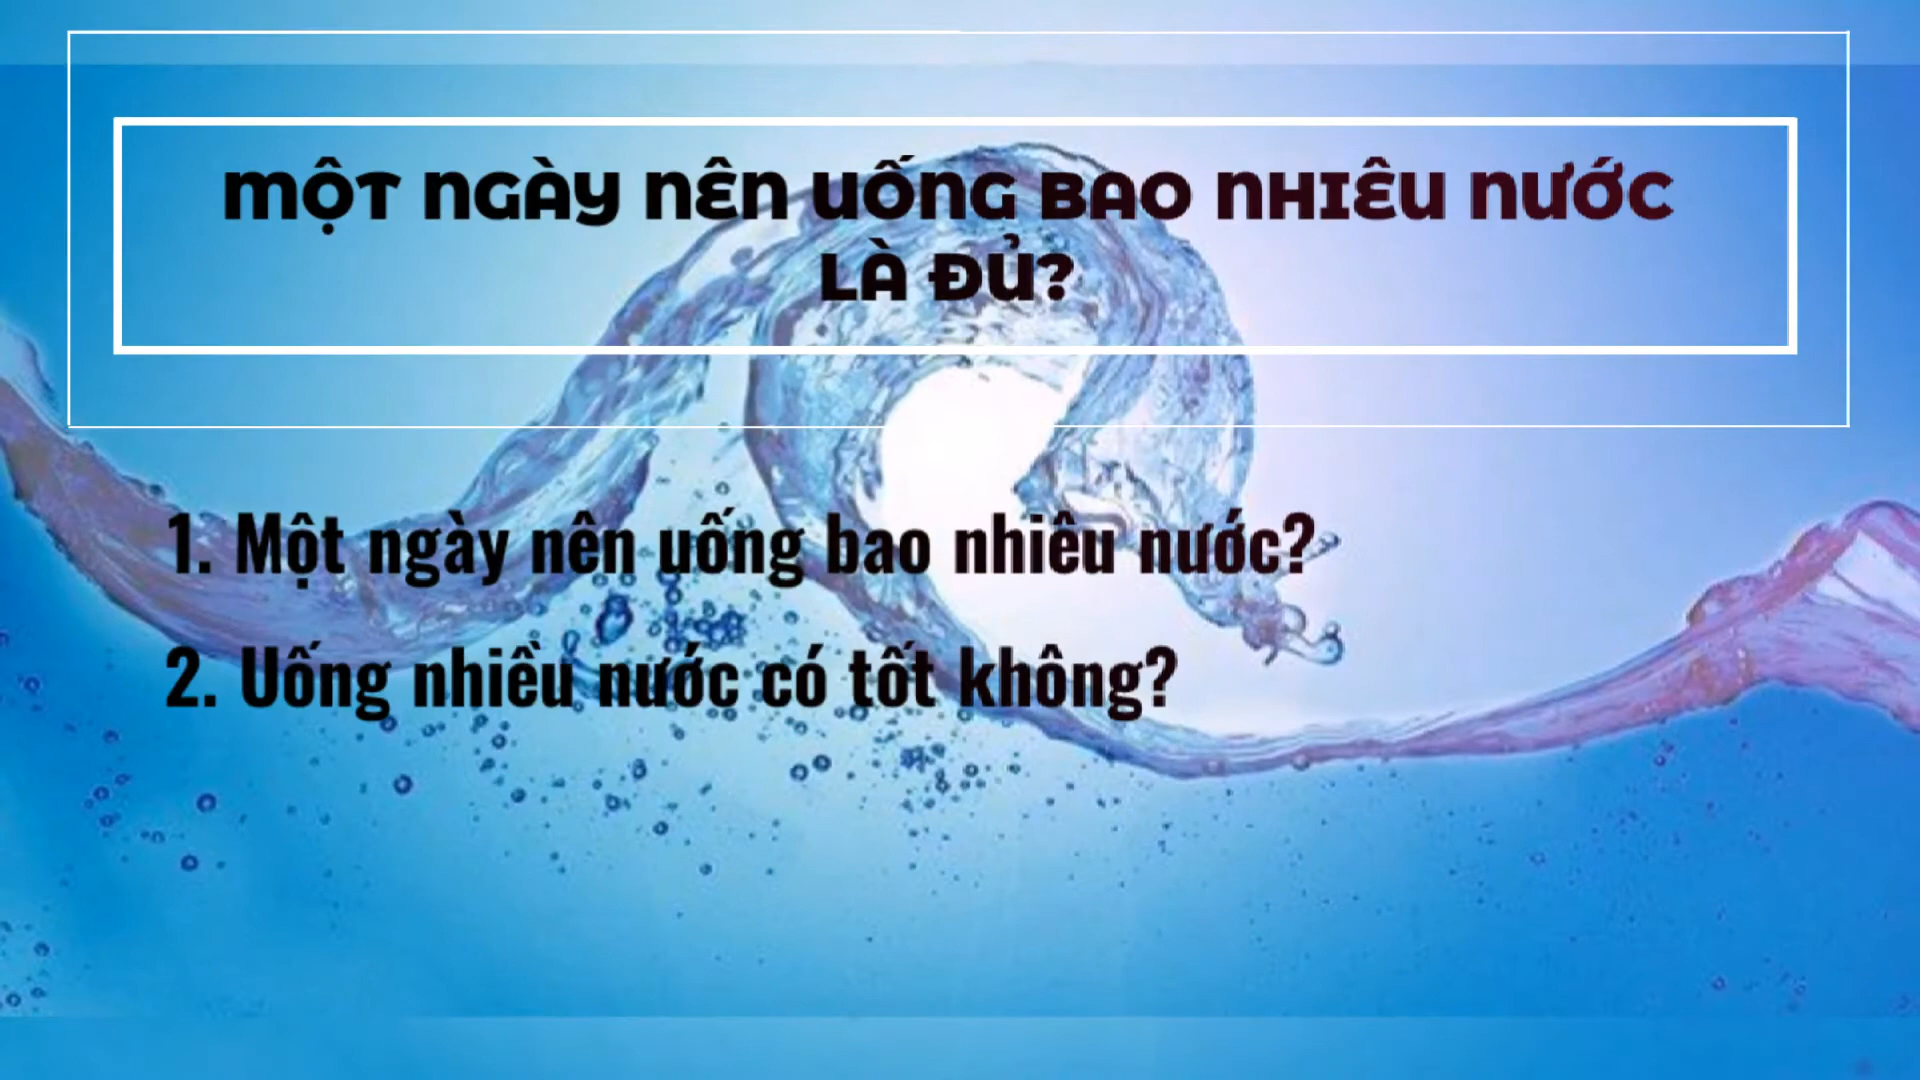 MỘT NGÀY NÊN UỐNG BAO NHIÊU NƯỚC
LÀ ĐỦ?
1. Một ngày nên uống bao nhiêu nước?
2. Uống nhiều nước có tốt không?